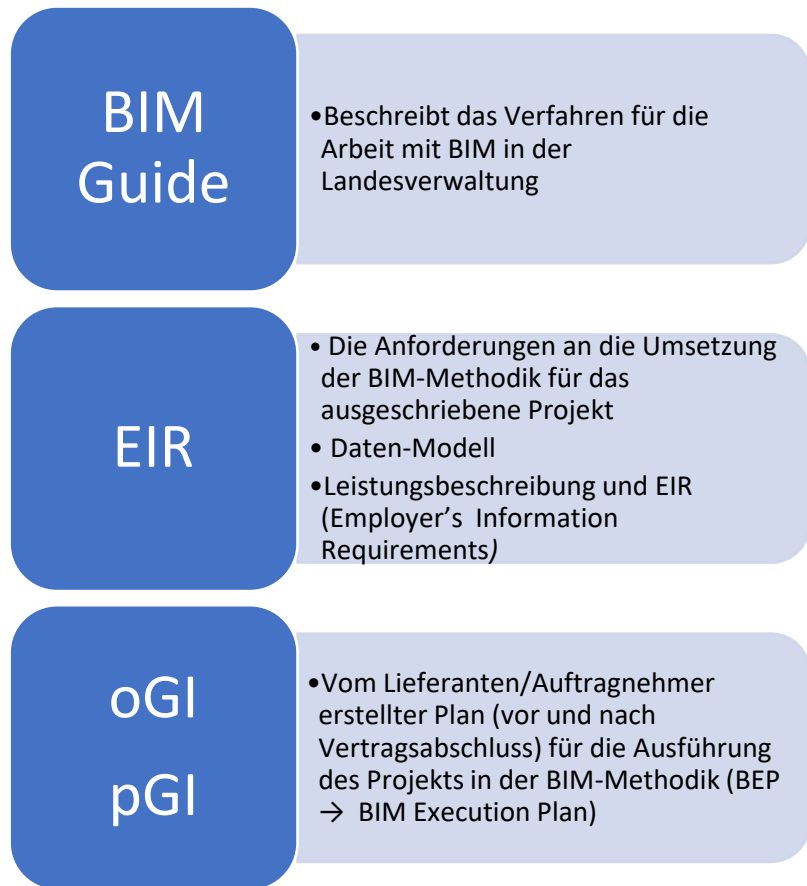 BIM
Guide
•Beschreibt das Verfahren für die
Arbeit mit BIM in der
Landesverwaltung
EIR
• Die Anforderungen an die Umsetzung
der BIM-Methodik für das
ausgeschriebene Projekt
• Daten-Modell
•Leistungsbeschreibung und EIR
(Employer’s Information
Requirements)
oGI
pGI
•Vom Lieferanten/Auftragnehmer
erstellter Plan (vor und nach
Vertragsabschluss) für die Ausführung
des Projekts in der BIM-Methodik (BEP
→ BIM Execution Plan)